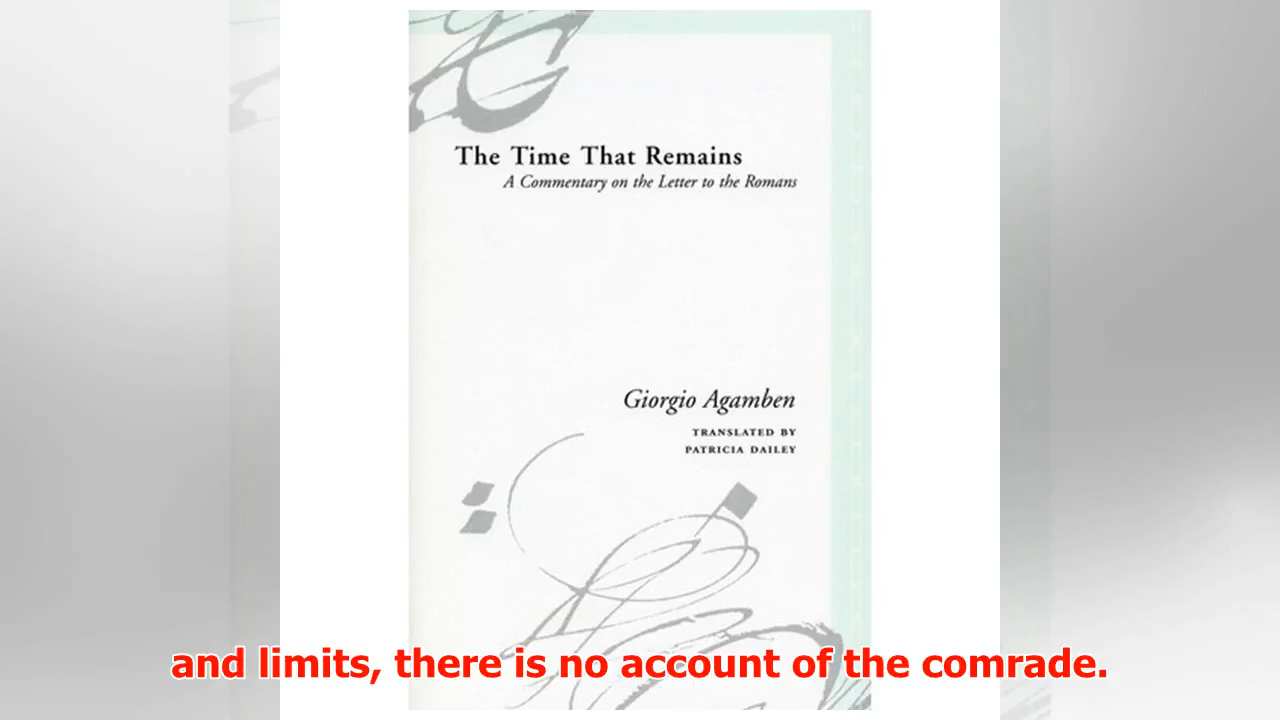 The Time That Remains
A Commentary on the Letter to the Romans
Giorgio Agamben
TRANSLATED BY
PATRICIA DAILEY
and limits, there is no account of the comrade.